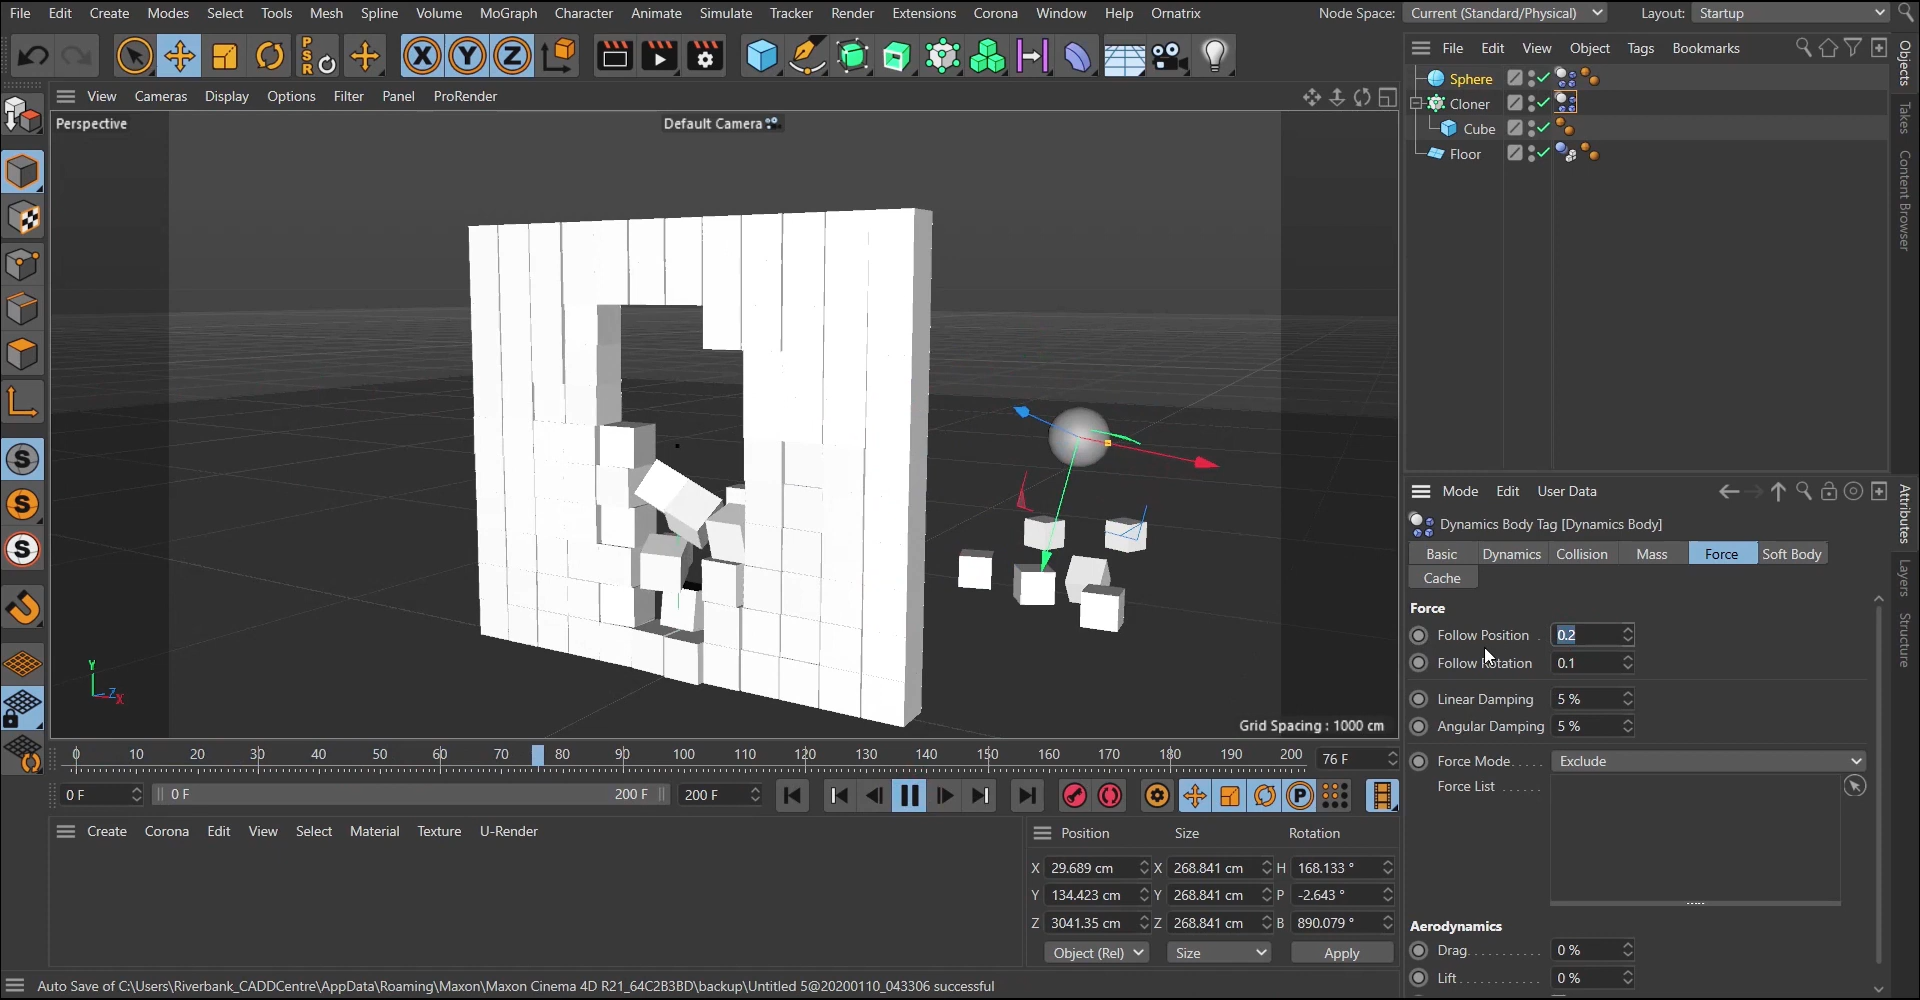 File Edit Create Modes Select Tools Mesh Spline Volume MoGraph Character Animate Simulate Tracker Render Extensions Corona Window Help Ornatrix Node Space: Current (Standard/Physical) Layout: Startup
PSR X Y Z
File Edit View Object Tags Bookmarks
Objects
Takes
Content Browser
Sphere
Cloner
Cube
Floor
View Cameras Display Options Filter Panel ProRender
Perspective
Default Camera
Grid Spacing : 1000 cm
Y
Z
X
S
S
S
Mode Edit User Data
Attributes
Layers
Structure
Dynamics Body Tag [Dynamics Body]
Basic Dynamics Collision Mass Force Soft Body
Cache
Force
Follow Position . 0.2
Follow Rotation 0.1
Linear Damping 5 %
Angular Damping 5 %
Force Mode..... Exclude
Force List ......
Aerodynamics
Drag.......... 0 %
Lift............ 0 %
0 10 20 30 40 50 60 70 80 90 100 110 120 130 140 150 160 170 180 190 200 76 F
0 F 0 F 200 F 200 F
P
Create Corona Edit View Select Material Texture U-Render
Position Size Rotation
X 29.689 cm X 268.841 cm H 168.133 °
Y 134.423 cm Y 268.841 cm P -2.643 °
Z 3041.35 cm Z 268.841 cm B 890.079 °
Object (Rel) Size Apply
Auto Save of C:\Users\Riverbank_CADDCentre\AppData\Roaming\Maxon\Maxon Cinema 4D R21_64C2B3BD\backup\Untitled 5@20200110_043306 successful